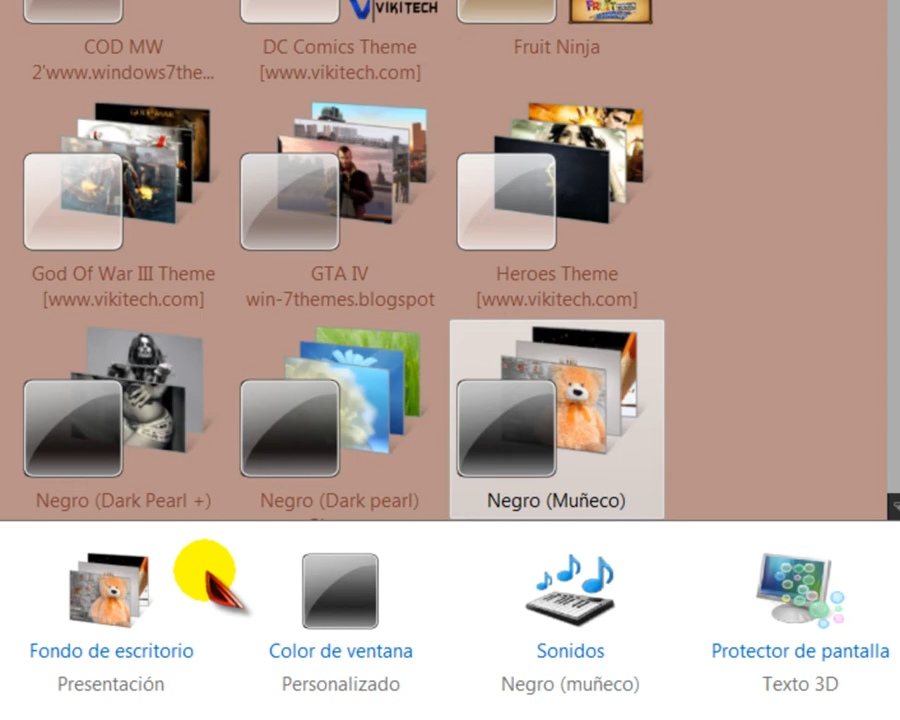 VIKITECH
COD MW
2'www.windows7the...
DC Comics Theme
[www.vikitech.com]
Fruit Ninja
God Of War III Theme
[www.vikitech.com]
GTA IV
win-7themes.blogspot
Heroes Theme
[www.vikitech.com]
Negro (Dark Pearl +)
Negro (Dark pearl)
Negro (Muñeco)
Fondo de escritorio
Presentación
Color de ventana
Personalizado
Sonidos
Negro (muñeco)
Protector de pantalla
Texto 3D